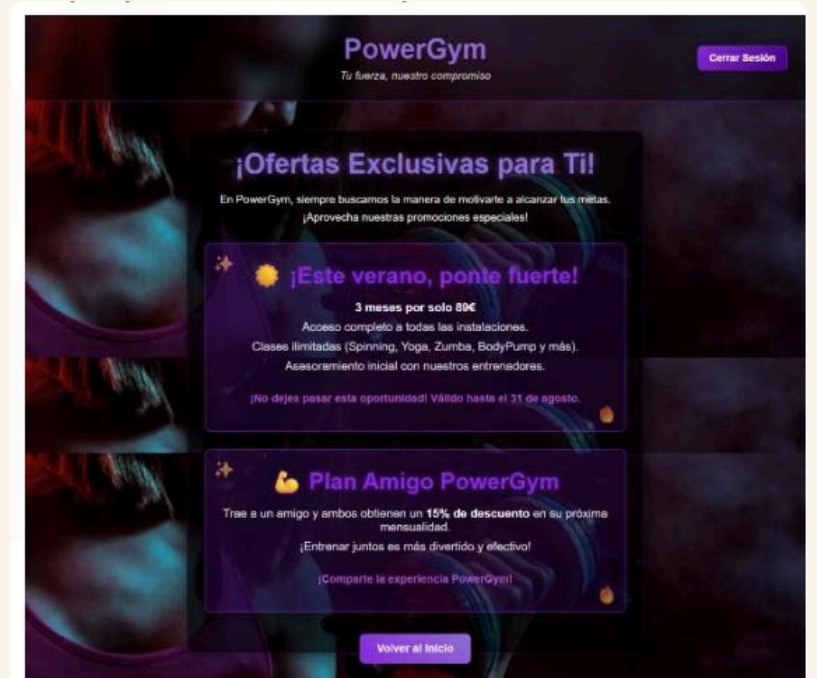 PowerGym
Tu fuerza, nuestro compromiso
Cerrar Sesión
¡Ofertas Exclusivas para Ti!
En PowerGym, siempre buscamos la manera de motivarte a alcanzar tus metas.
¡Aprovecha nuestras promociones especiales!
¡Este verano, ponte fuerte!
3 meses por solo 89€
Acceso completo a todas las instalaciones.
Clases ilimitadas (Spinning, Yoga, Zumba, BodyPump y más).
Asesoramiento inicial con nuestros entrenadores.
¡No dejes pasar esta oportunidad! Válido hasta el 31 de agosto.
Plan Amigo PowerGym
Trae a un amigo y ambos obtienen un 15% de descuento en su próxima
mensualidad.
¡Entrenar juntos es más divertido y efectivo!
¡Comparte la experiencia PowerGym!
Volver al Inicio